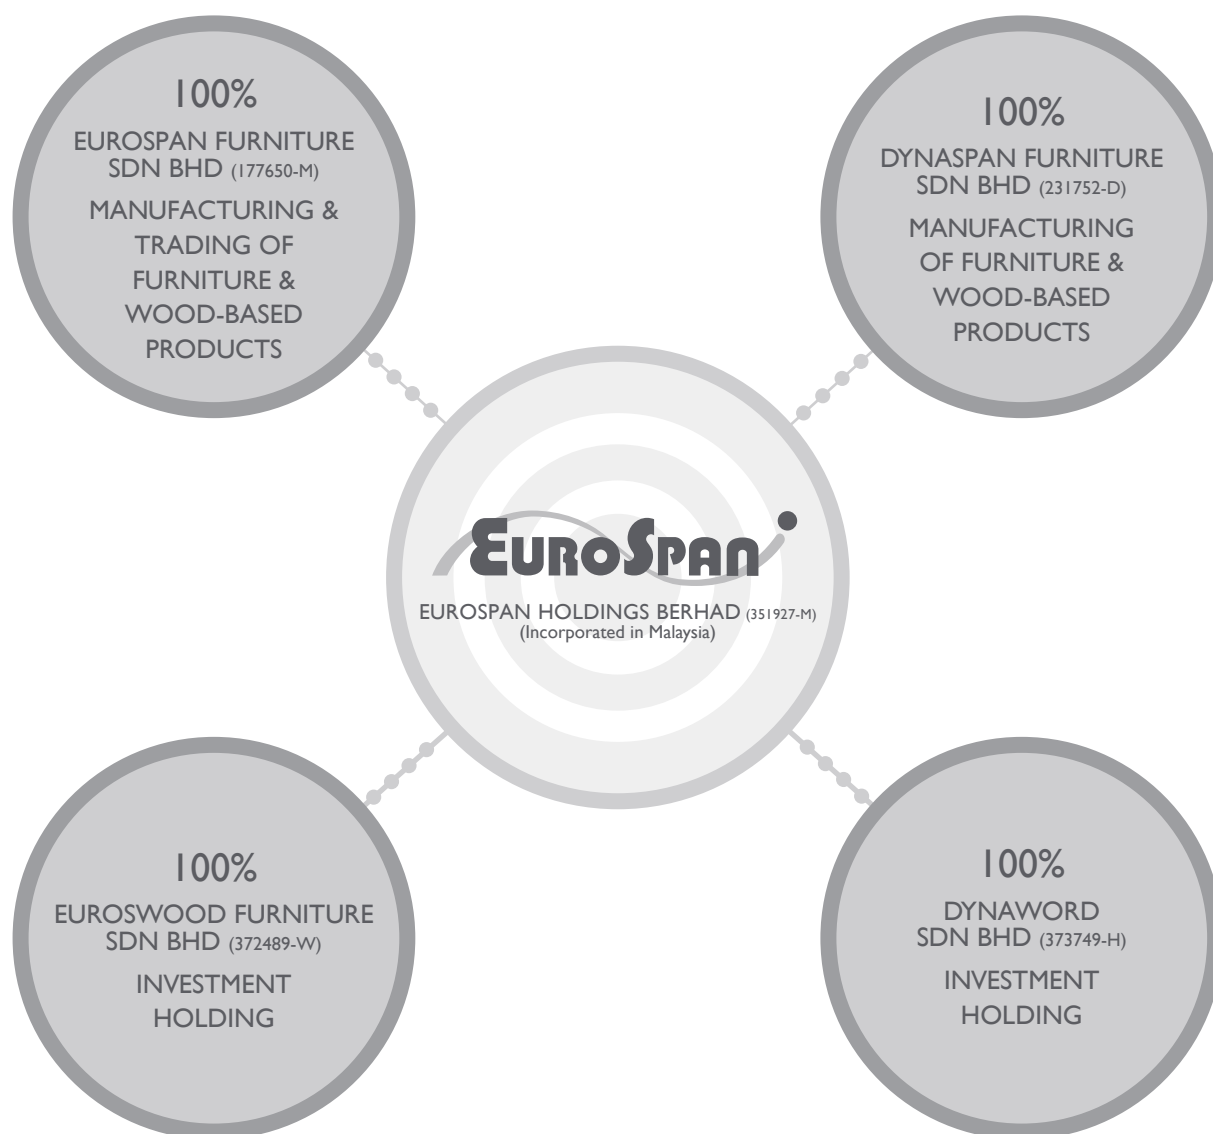 100%
EUROSPAN FURNITURE
SDN BHD (177650-M)
MANUFACTURING &
TRADING OF
FURNITURE &
WOOD-BASED
PRODUCTS
100%
DYNASPAN FURNITURE
SDN BHD (231752-D)
MANUFACTURING
OF FURNITURE &
WOOD-BASED
PRODUCTS
EUROSPAN
EUROSPAN HOLDINGS BERHAD (351927-M)
(Incorporated in Malaysia)
100%
EUROSWOOD FURNITURE
SDN BHD (372489-W)
INVESTMENT
HOLDING
100%
DYNAWORD
SDN BHD (373749-H)
INVESTMENT
HOLDING